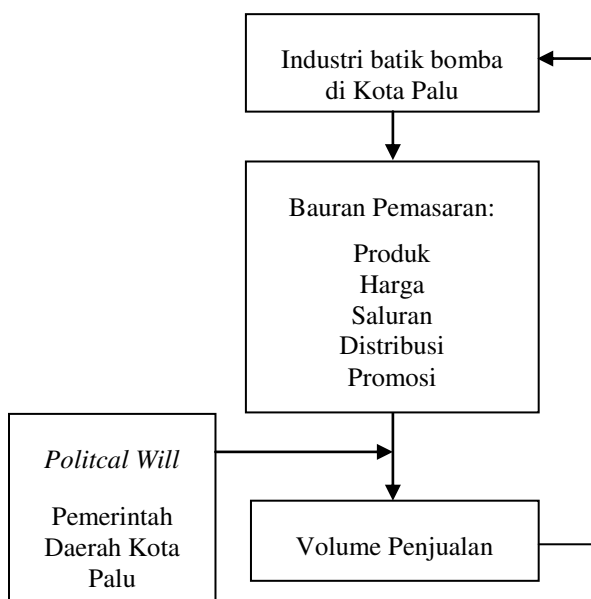 Industri batik bomba
di Kota Palu
Bauran Pemasaran:
Produk
Harga
Saluran
Distribusi
Promosi
Politcal Will
Pemerintah
Daerah Kota
Palu
Volume Penjualan